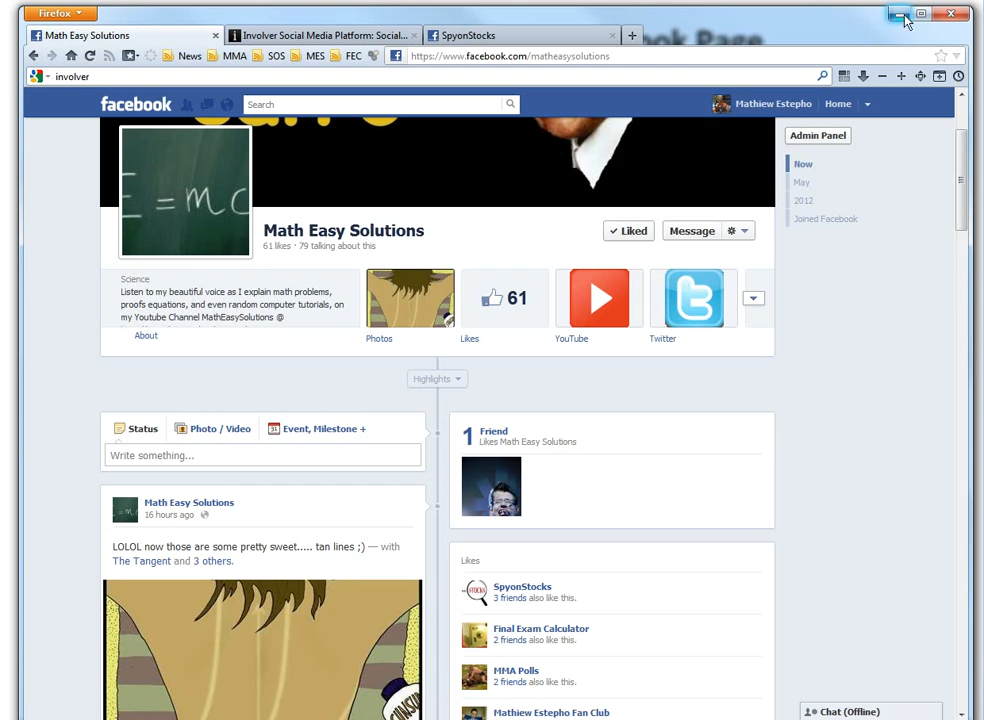 Firefox
Math Easy Solutions
Involver Social Media Platform: Social...
SpyonStocks
ok Page
News
MMA
SOS
MES
FEC
https://www.facebook.com/matheasysolutions
involver
facebook
Search
Mathiew Estepho
Home
Admin Panel
Now
May
2012
Joined Facebook
E = mc
Math Easy Solutions
61 likes · 79 talking about this
Liked
Message
Science
Listen to my beautiful voice as I explain math problems,
proofs equations, and even random computer tutorials, on
my Youtube Channel MathEasySolutions @
About
61
Photos
Likes
YouTube
Twitter
Highlights
Status
Photo / Video
31
Event, Milestone +
Write something...
1
Friend
Likes Math Easy Solutions
Math Easy Solutions
16 hours ago
LOLOL now those are some pretty sweet..... tan lines ;) — with
The Tangent and 3 others.
Likes
STOCKS
SpyonStocks
3 friends also like this.
Final Exam Calculator
2 friends also like this.
MMA Polls
2 friends also like this.
Mathiew Estepho Fan Club
Chat (Offline)